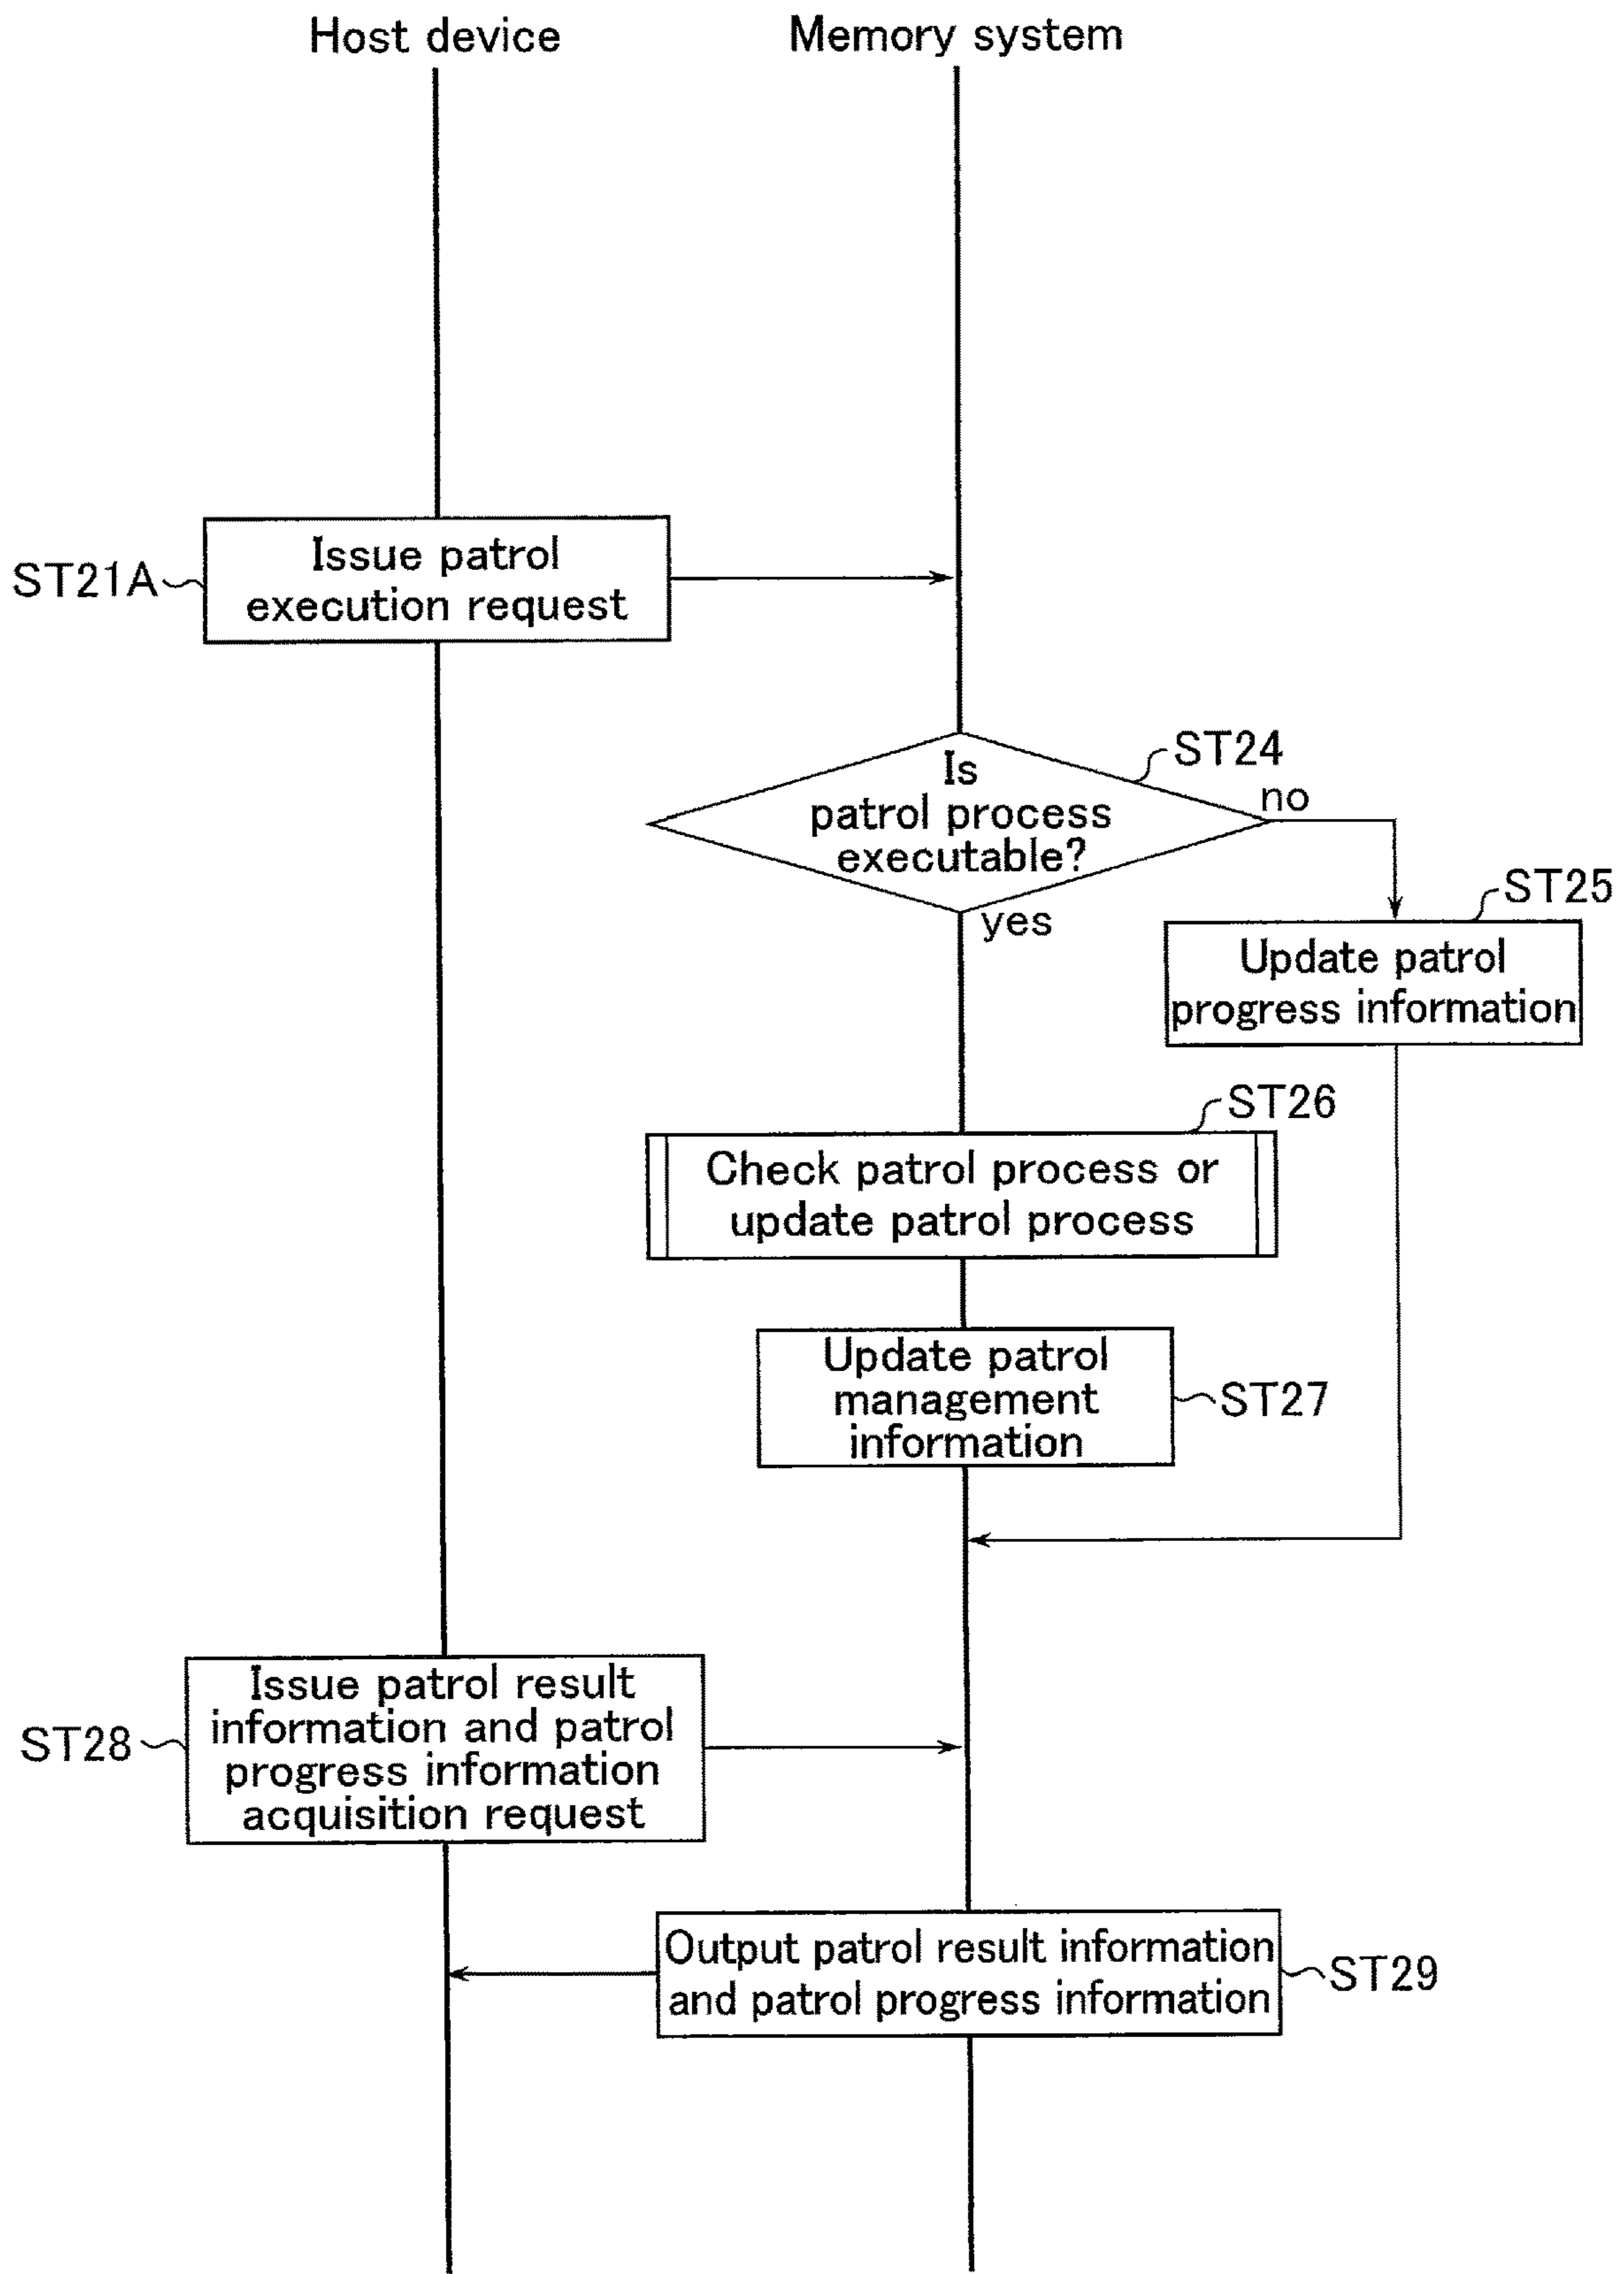 Host device
Memory system
Issue patrol
execution request
ST21A
ST24
Is
patrol process
executable?
no
yes
ST25
Update patrol
progress information
ST26
Check patrol process or
update patrol process
Update patrol
management
information
ST27
Issue patrol result
information and patrol
progress information
acquisition request
ST28
Output patrol result information
and patrol progress information
ST29